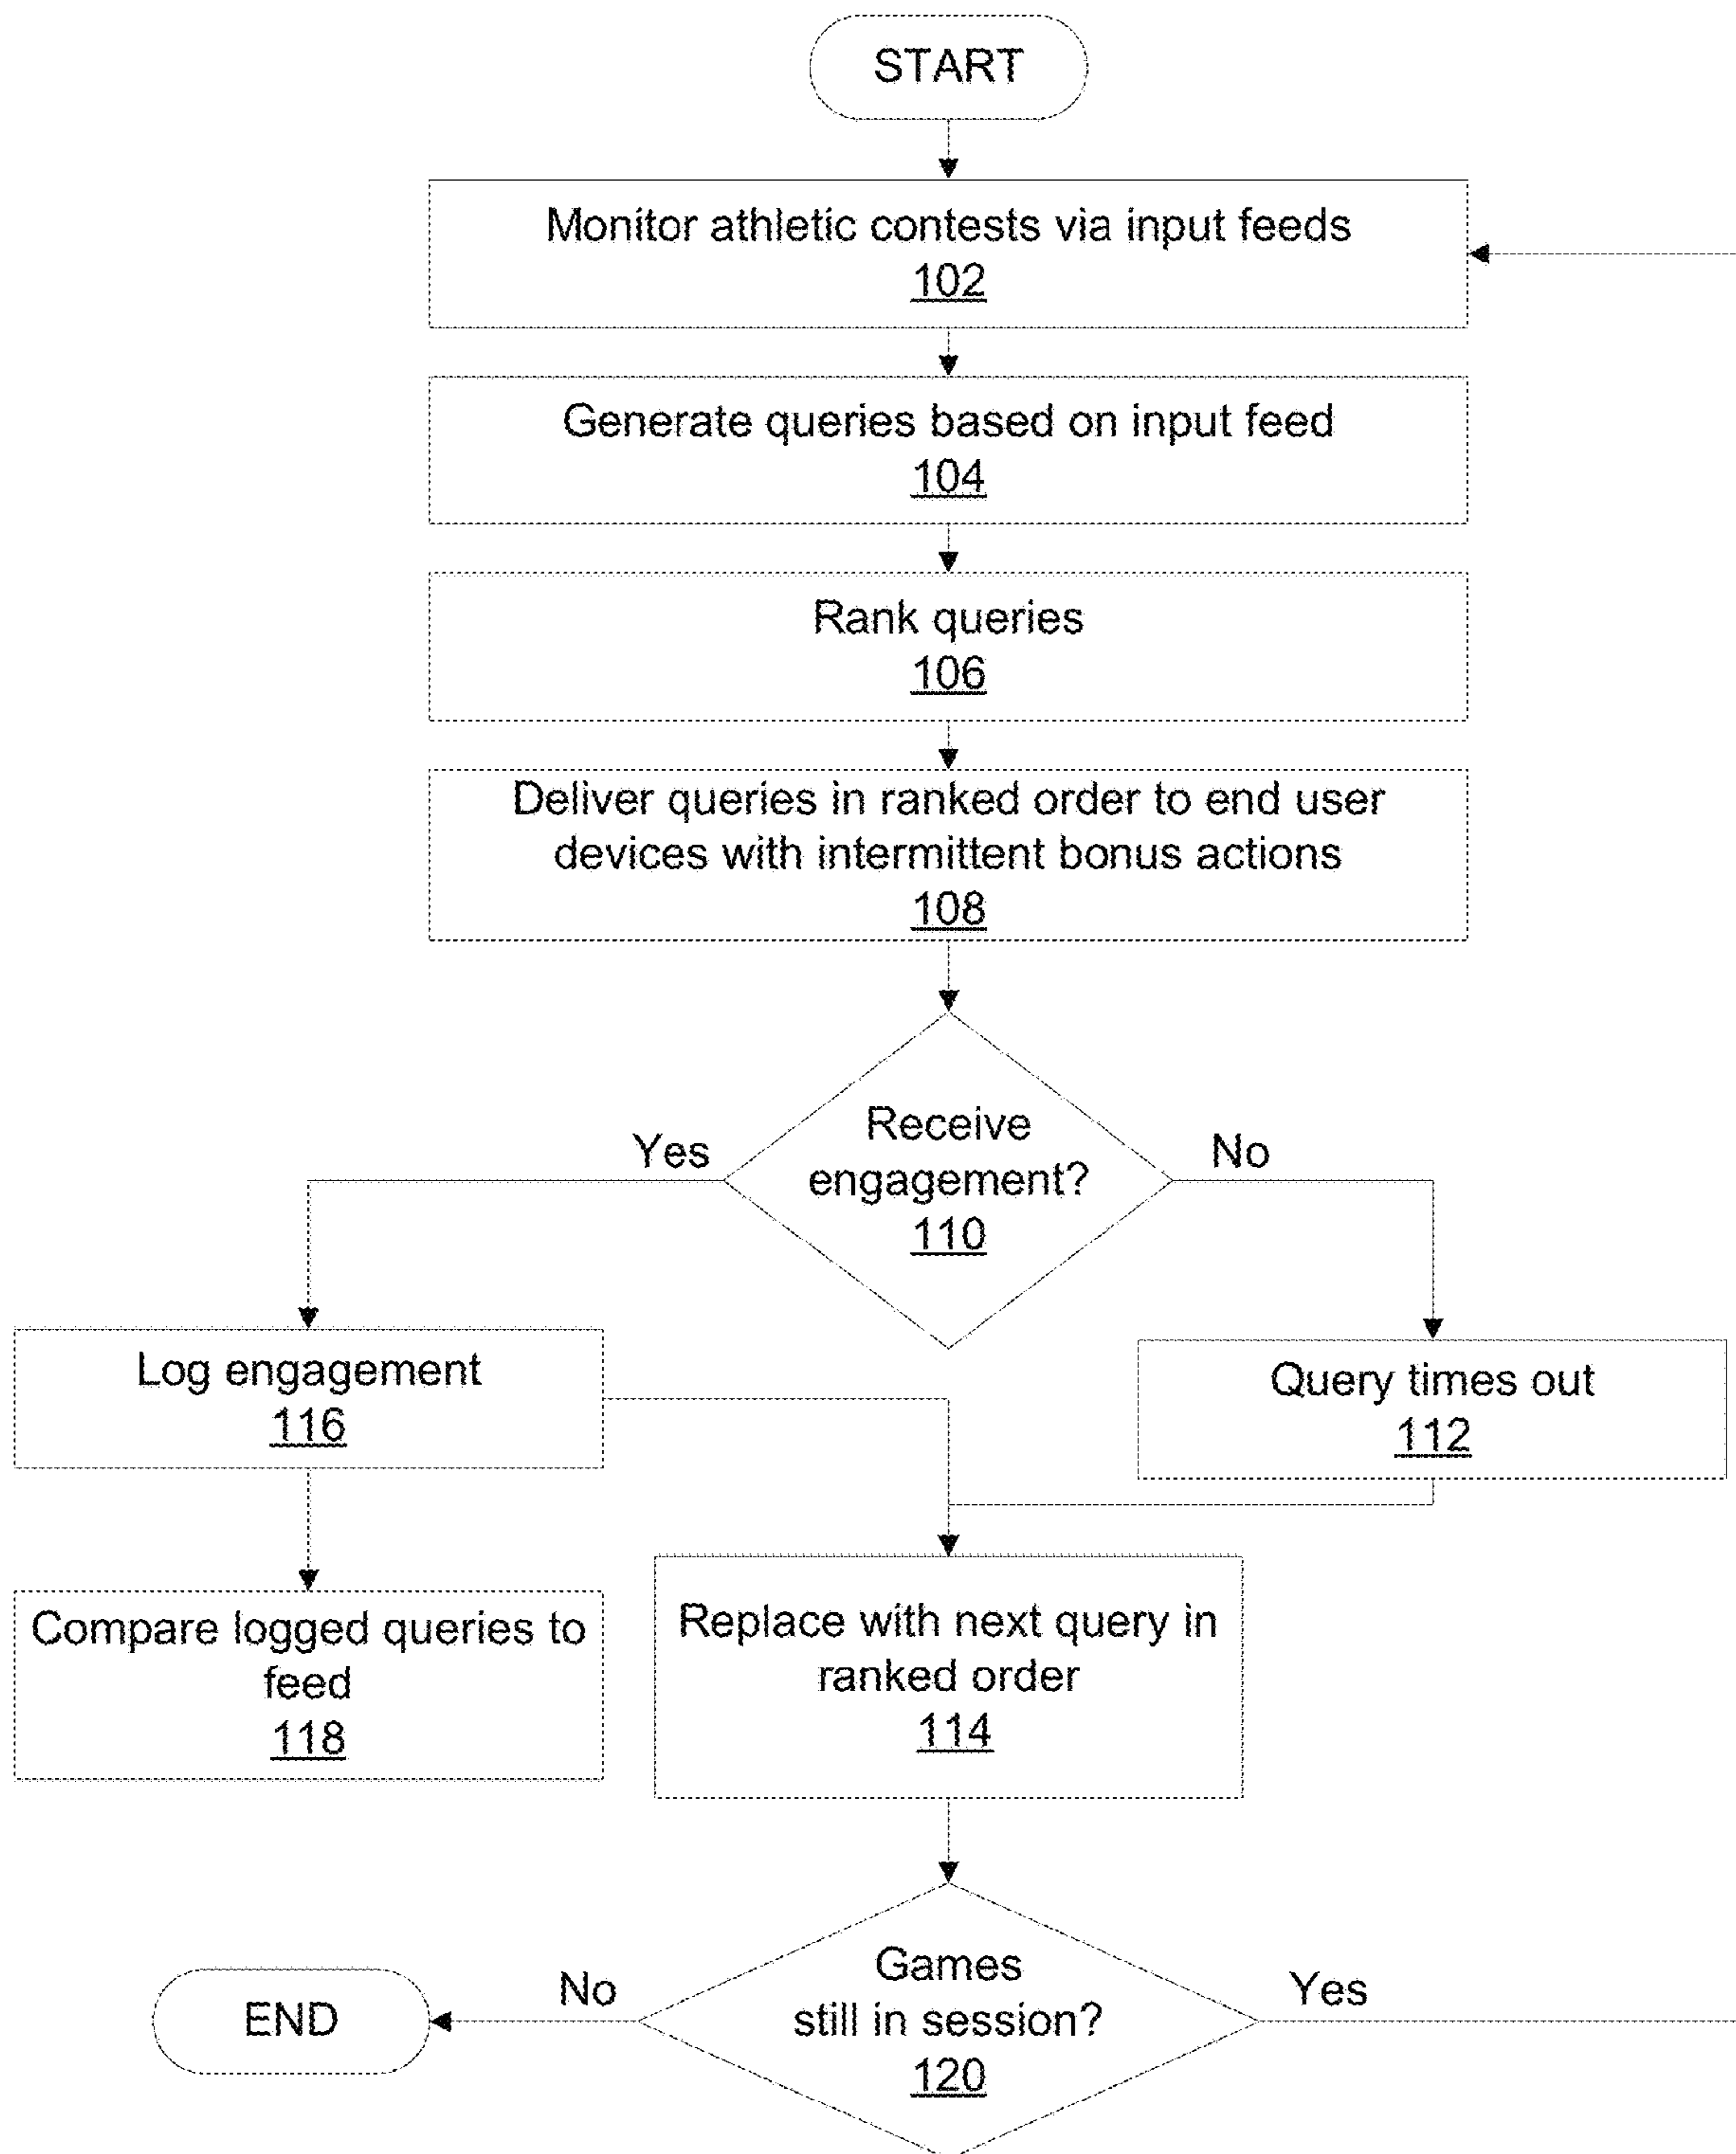 START
Monitor athletic contests via input feeds
102
Generate queries based on input feed
104
Rank queries
106
Deliver queries in ranked order to end user
devices with intermittent bonus actions
108
Receive
engagement?
110
Yes
No
Log engagement
116
Query times out
112
Compare logged queries to
feed
118
Replace with next query in
ranked order
114
Games
still in session?
120
No
Yes
END